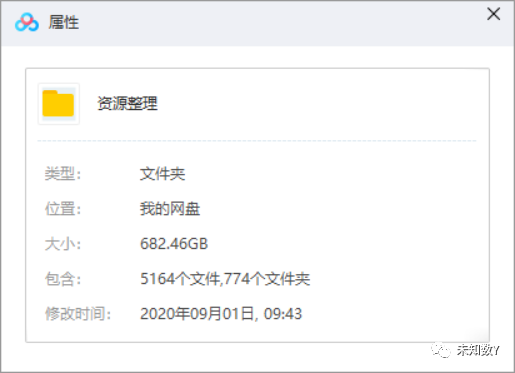 属性
资源整理
类型： 文件夹
位置： 我的网盘
大小： 682.46GB
包含： 5164个文件,774个文件夹
修改时间： 2020年09月01日, 09:43
未知数Y